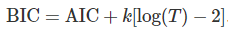 BIC = AIC + k[log(T) − 2].